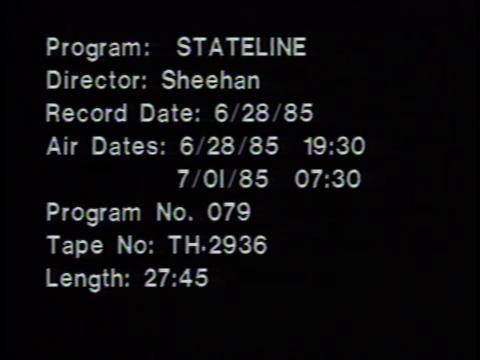 Program: STATELINE
Director: Sheehan
Record Date: 6/28/85
Air Dates: 6/28/85 19:30
7/01/85 07:30
Program No. 079
Tape No: TH-2936
Length: 27:45